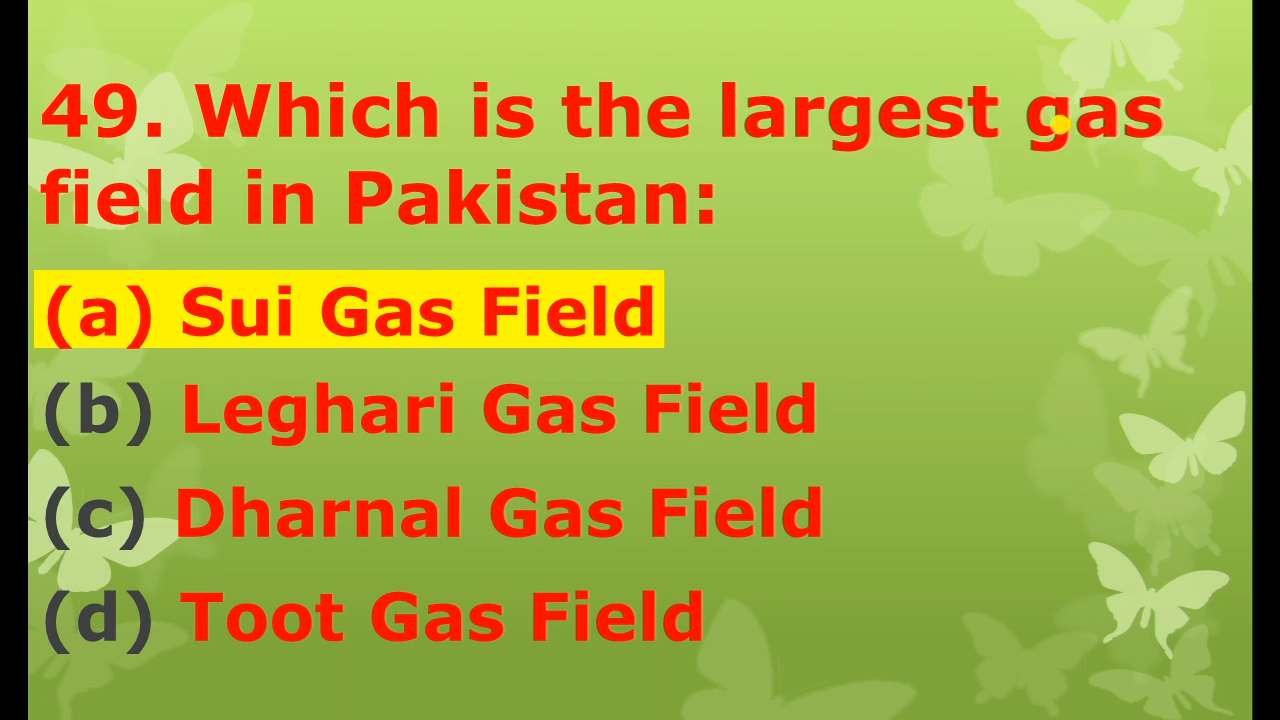 49. Which is the largest gas
field in Pakistan:
(a) Sui Gas Field
(b) Leghari Gas Field
(c) Dharnal Gas Field
(d) Toot Gas Field